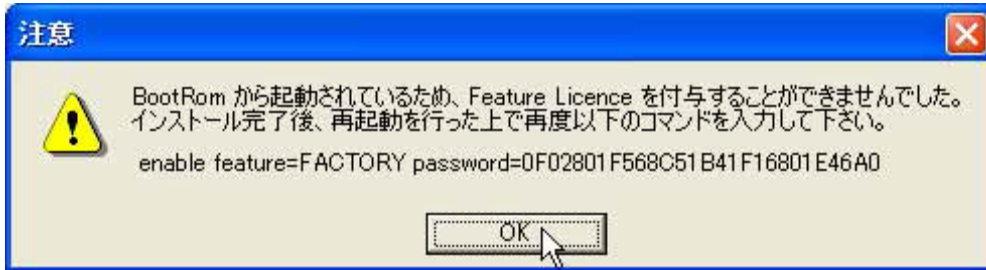 注意
BootRom から起動されているため、Feature Licence を付与することができませんでした。
インストール完了後、再起動を行った上で再度以下のコマンドを入力して下さい。
enable feature=FACTORY password=0F02801F568C51B41F16801E46A0
OK